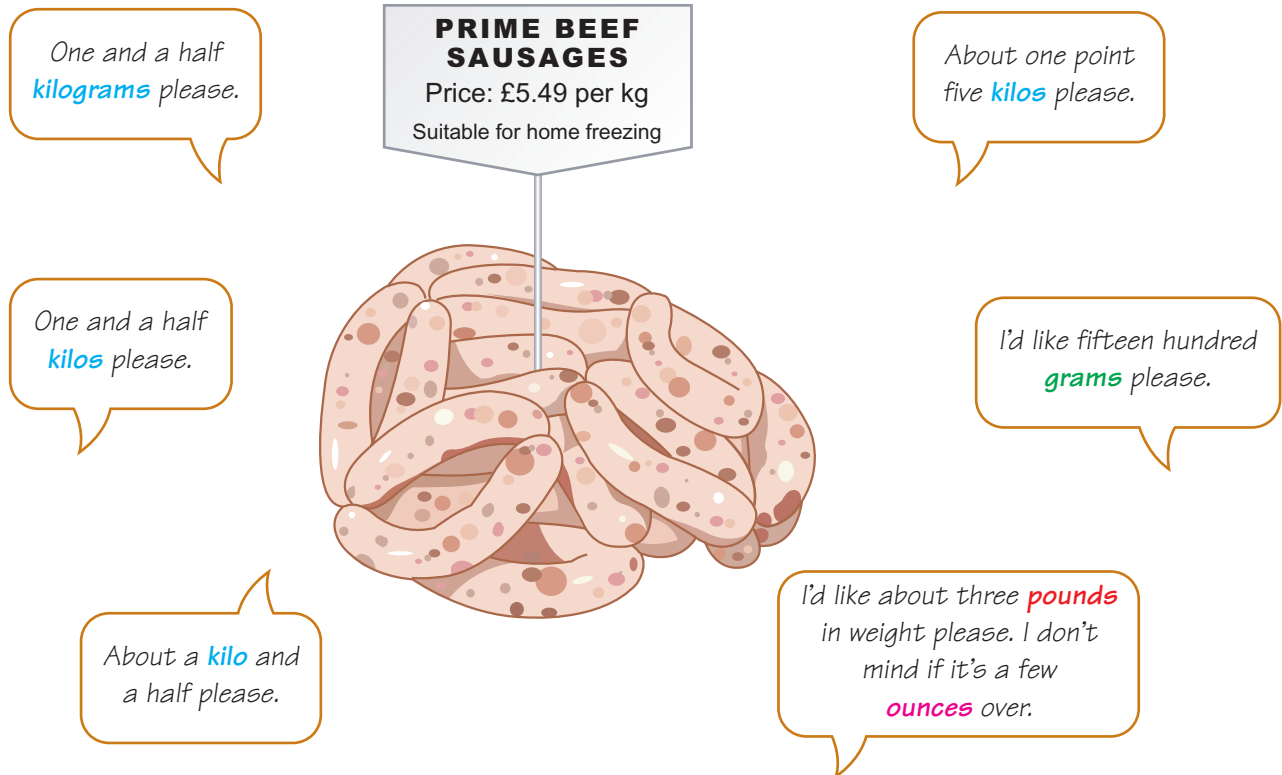 One and a half
kilograms please.
PRIME BEEF
SAUSAGES
Price: £5.49 per kg
Suitable for home freezing
About one point
five kilos please.
One and a half
kilos please.
I'd like fifteen hundred
grams please.
About a kilo and
a half please.
I'd like about three pounds
in weight please. I don't
mind if it's a few
ounces over.